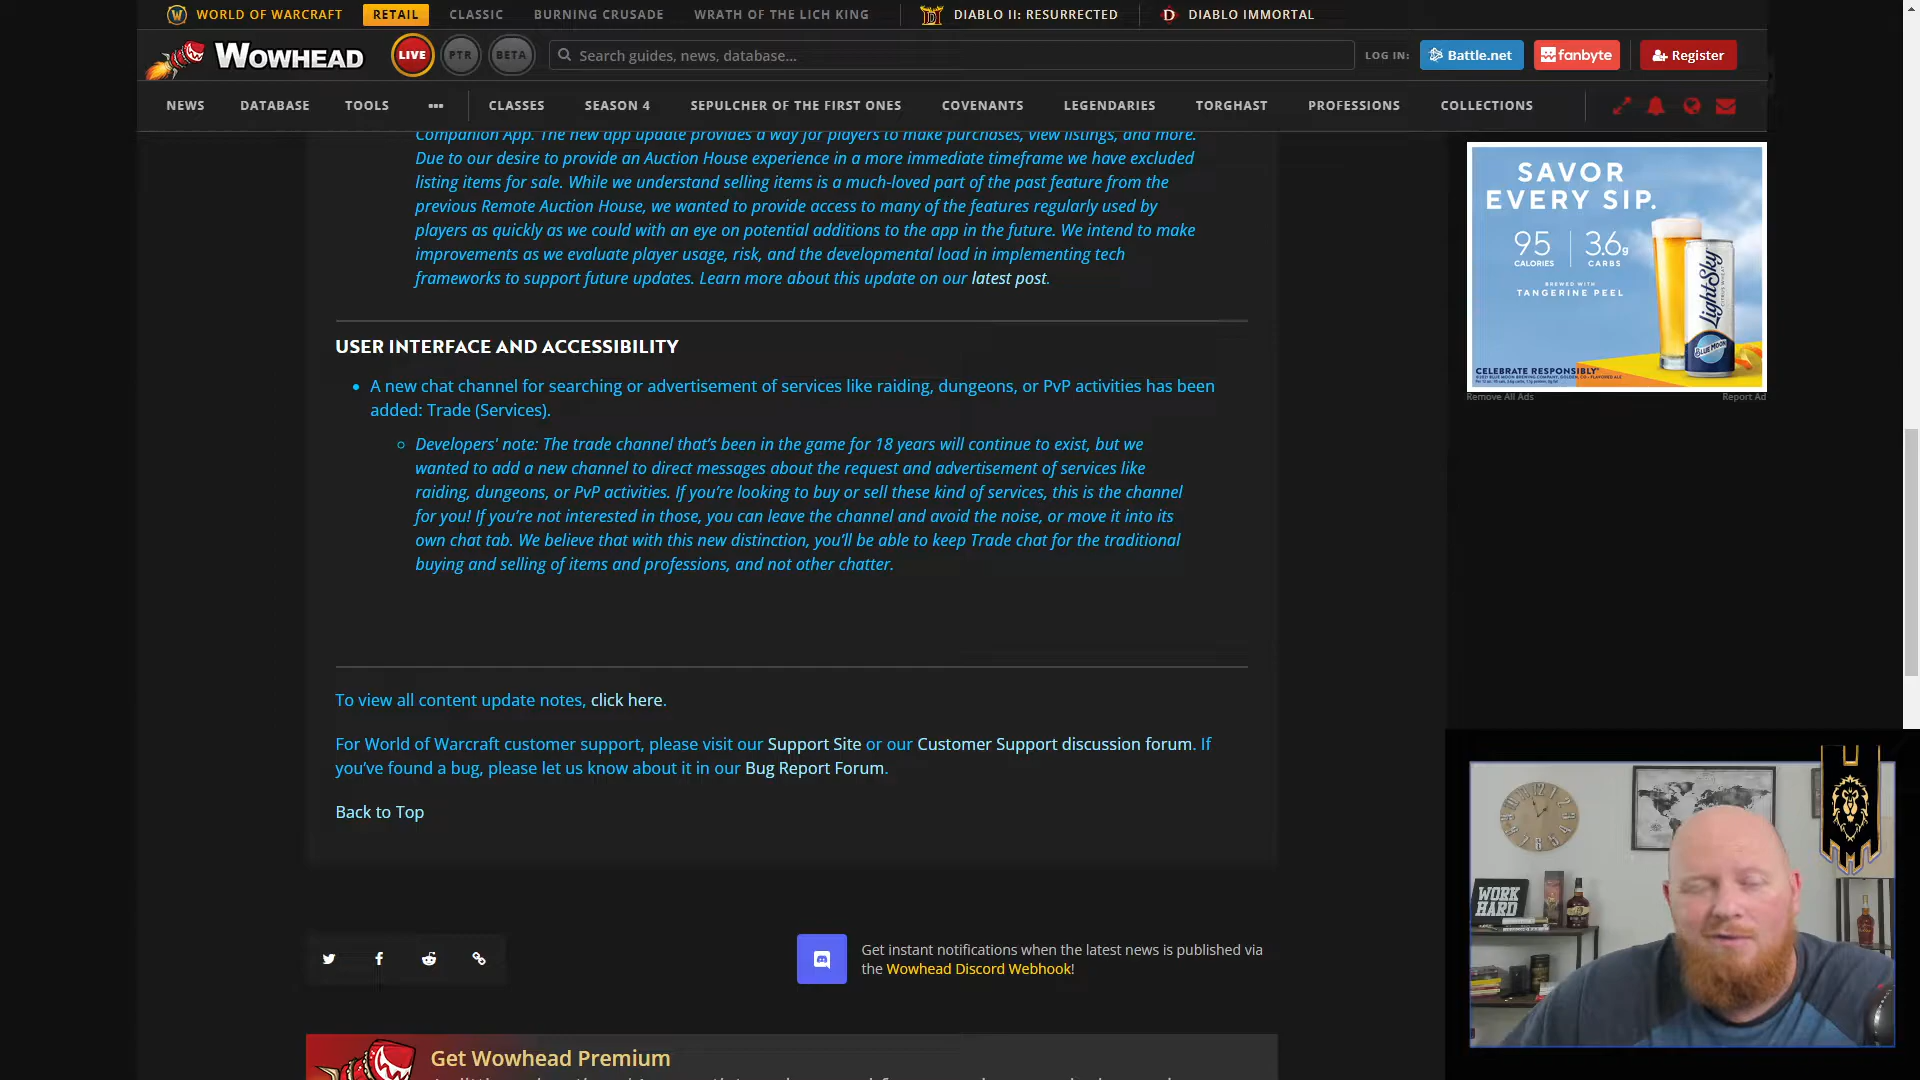 WORLD OF WARCRAFT RETAIL CLASSIC BURNING CRUSADE WRATH OF THE LICH KING DIABLO II: RESURRECTED DIABLO IMMORTAL
WOWHEAD LIVE PTR BETA Search guides, news, database... LOG IN: Battle.net fanbyte Register
NEWS DATABASE TOOLS ••• CLASSES SEASON 4 SEPULCHER OF THE FIRST ONES COVENANTS LEGENDARIES TORGHAST PROFESSIONS COLLECTIONS
Companion App. The new app update provides a way for players to make purchases, view listings, and more.
Due to our desire to provide an Auction House experience in a more immediate timeframe we have excluded
listing items for sale. While we understand selling items is a much-loved part of the past feature from the
previous Remote Auction House, we wanted to provide access to many of the features regularly used by
players as quickly as we could with an eye on potential additions to the app in the future. We intend to make
improvements as we evaluate player usage, risk, and the developmental load in implementing tech
frameworks to support future updates. Learn more about this update on our latest post.
SAVOR
EVERY SIP.
95 3.6g
CALORIES CARBS
BREWED WITH
TANGERINE PEEL
LightSky
BLUE MOON
CELEBRATE RESPONSIBLY
Remove All Ads Report Ad
USER INTERFACE AND ACCESSIBILITY
• A new chat channel for searching or advertisement of services like raiding, dungeons, or PvP activities has been
added: Trade (Services).
Developers' note: The trade channel that's been in the game for 18 years will continue to exist, but we
wanted to add a new channel to direct messages about the request and advertisement of services like
raiding, dungeons, or PvP activities. If you're looking to buy or sell these kind of services, this is the channel
for you! If you're not interested in those, you can leave the channel and avoid the noise, or move it into its
own chat tab. We believe that with this new distinction, you'll be able to keep Trade chat for the traditional
buying and selling of items and professions, and not other chatter.
To view all content update notes, click here.
For World of Warcraft customer support, please visit our Support Site or our Customer Support discussion forum. If
you've found a bug, please let us know about it in our Bug Report Forum.
Back to Top
WORK
HARD
Get instant notifications when the latest news is published via
the Wowhead Discord Webhook!
Get Wowhead Premium